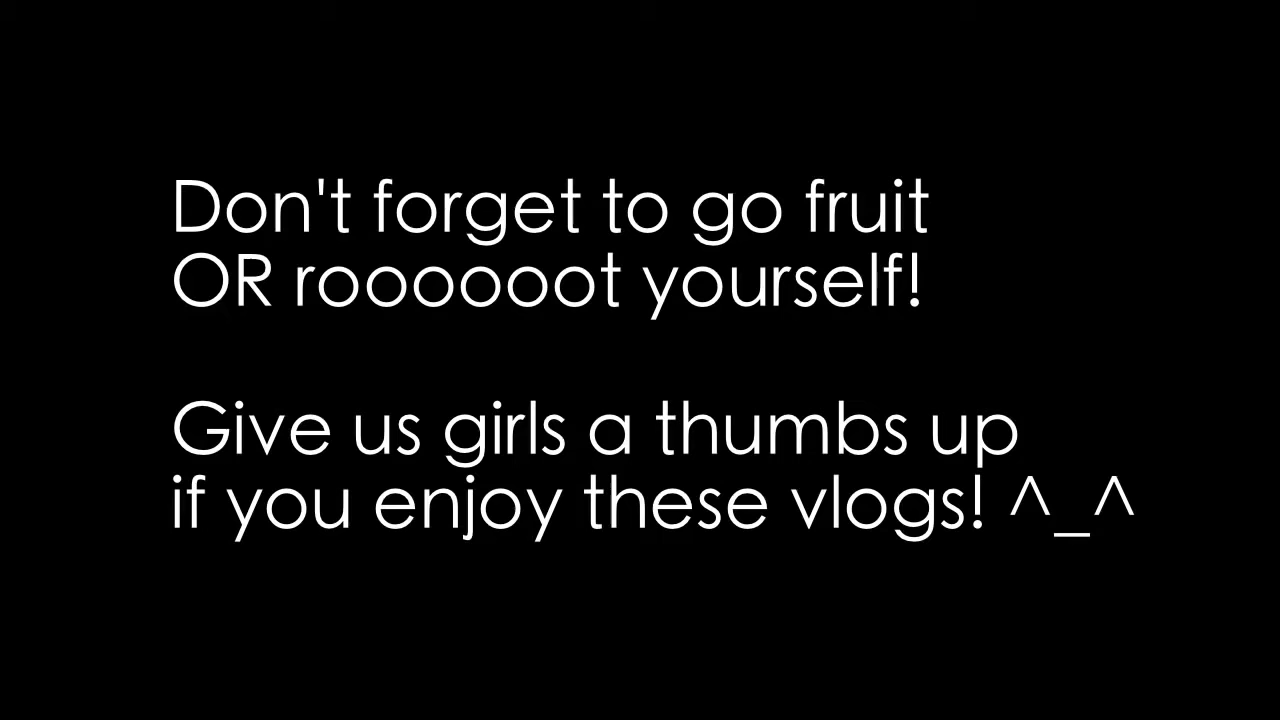 Don't forget to go fruit
OR roooooot yourself!
Give us girls a thumbs up
if you enjoy these vlogs! ^_^